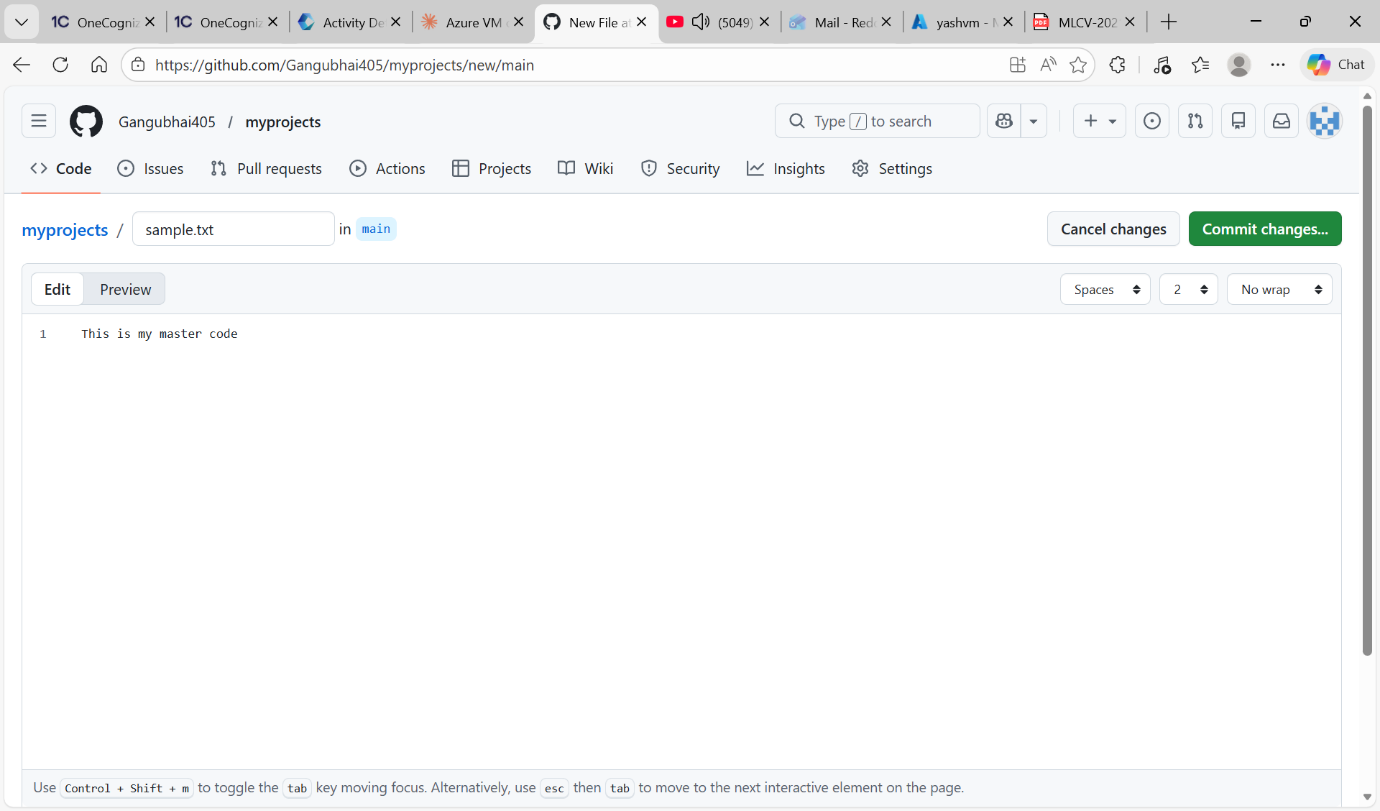 OneCogniz
OneCogniz
Activity De
Azure VM
New File a
(5049)
Mail - Red
yashvm - M
MLCV-202
https://github.com/Gangubhai405/myprojects/new/main
Chat
Gangubhai405 / myprojects
Type / to search
Code
Issues
Pull requests
Actions
Projects
Wiki
Security
Insights
Settings
myprojects / sample.txt in main
Cancel changes
Commit changes...
Edit
Preview
Spaces
2
No wrap
1 This is my master code
Use Control + Shift + m to toggle the tab key moving focus. Alternatively, use esc then tab to move to the next interactive element on the page.